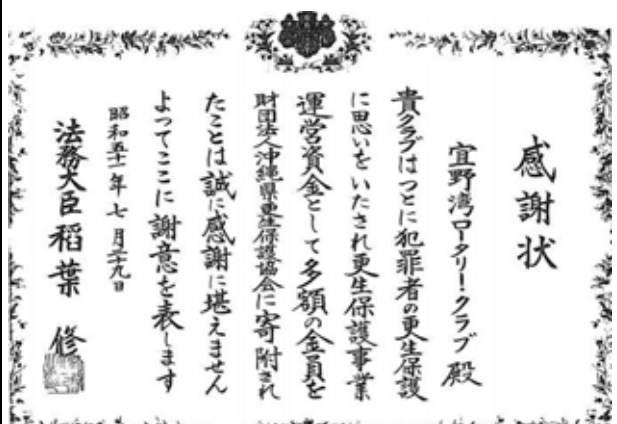 感謝状
宜野湾ロータリークラブ殿
貴クラブはつとに犯罪者の更生保護
に思いをいたされ更生保護事業
運営資金として多額の金員を
財団法人沖縄県更生保護協会に寄附され
たことは誠に感謝に堪えません
よってここに謝意を表します
昭和五十一年七月二十九日
法務大臣稲葉修